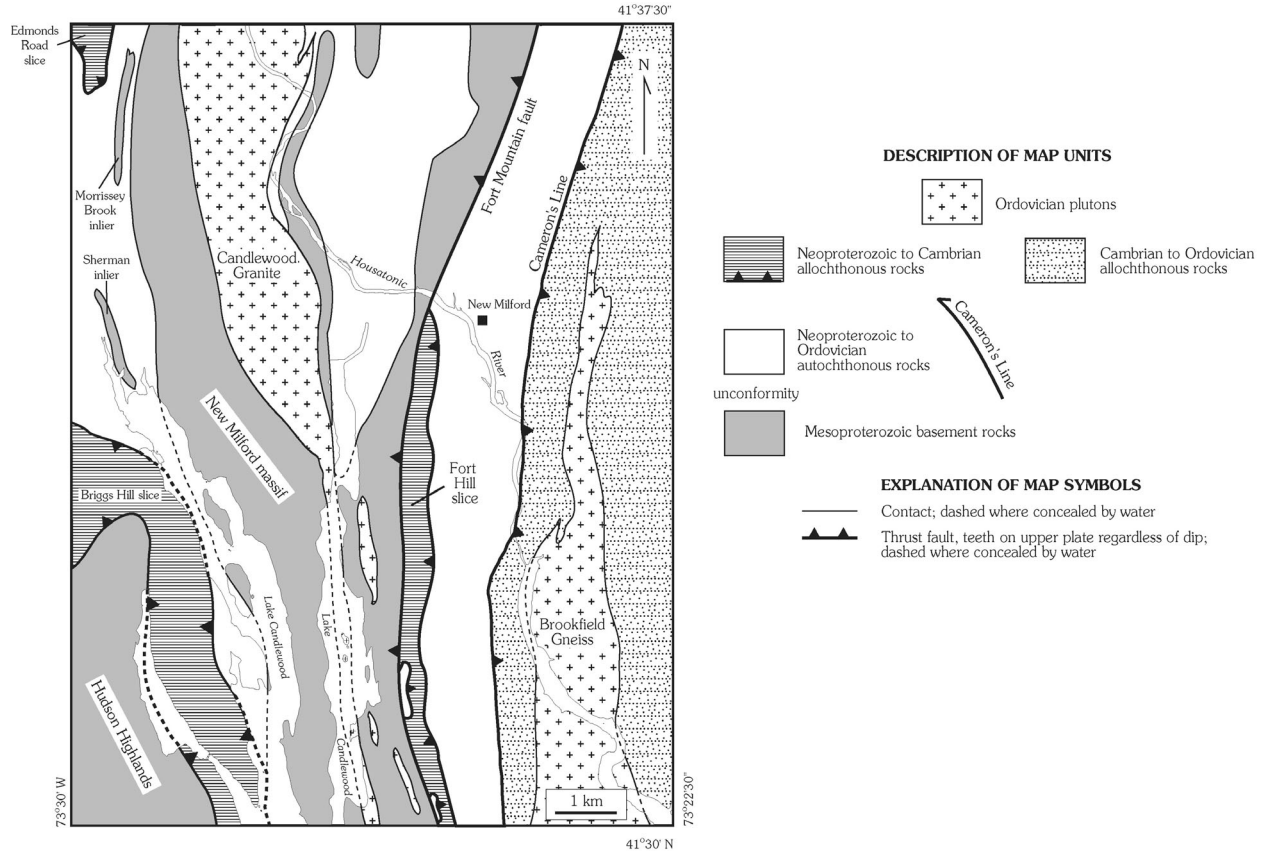 41°37'30"
Edmonds
Road
slice
N
Fort Mountain fault
Cameron's Line
Morrissey
Brook
inlier
Sherman
inlier
Candlewood
Granite
Housatonic
River
New Milford
New Milford massif
Briggs Hill slice
Fort
Hill
slice
Lake Candlewood
Lake
Candlewood
Brookfield
Gneiss
Hudson Highlands
1 km
73°30' W
73°22'30"
41°30' N
DESCRIPTION OF MAP UNITS
Ordovician plutons
Neoproterozoic to Cambrian
allochthonous rocks
Cambrian to Ordovician
allochthonous rocks
Cameron's Line
Neoproterozoic to
Ordovician
autochthonous rocks
unconformity
Mesoproterozoic basement rocks
EXPLANATION OF MAP SYMBOLS
Contact; dashed where concealed by water
Thrust fault, teeth on upper plate regardless of dip;
dashed where concealed by water